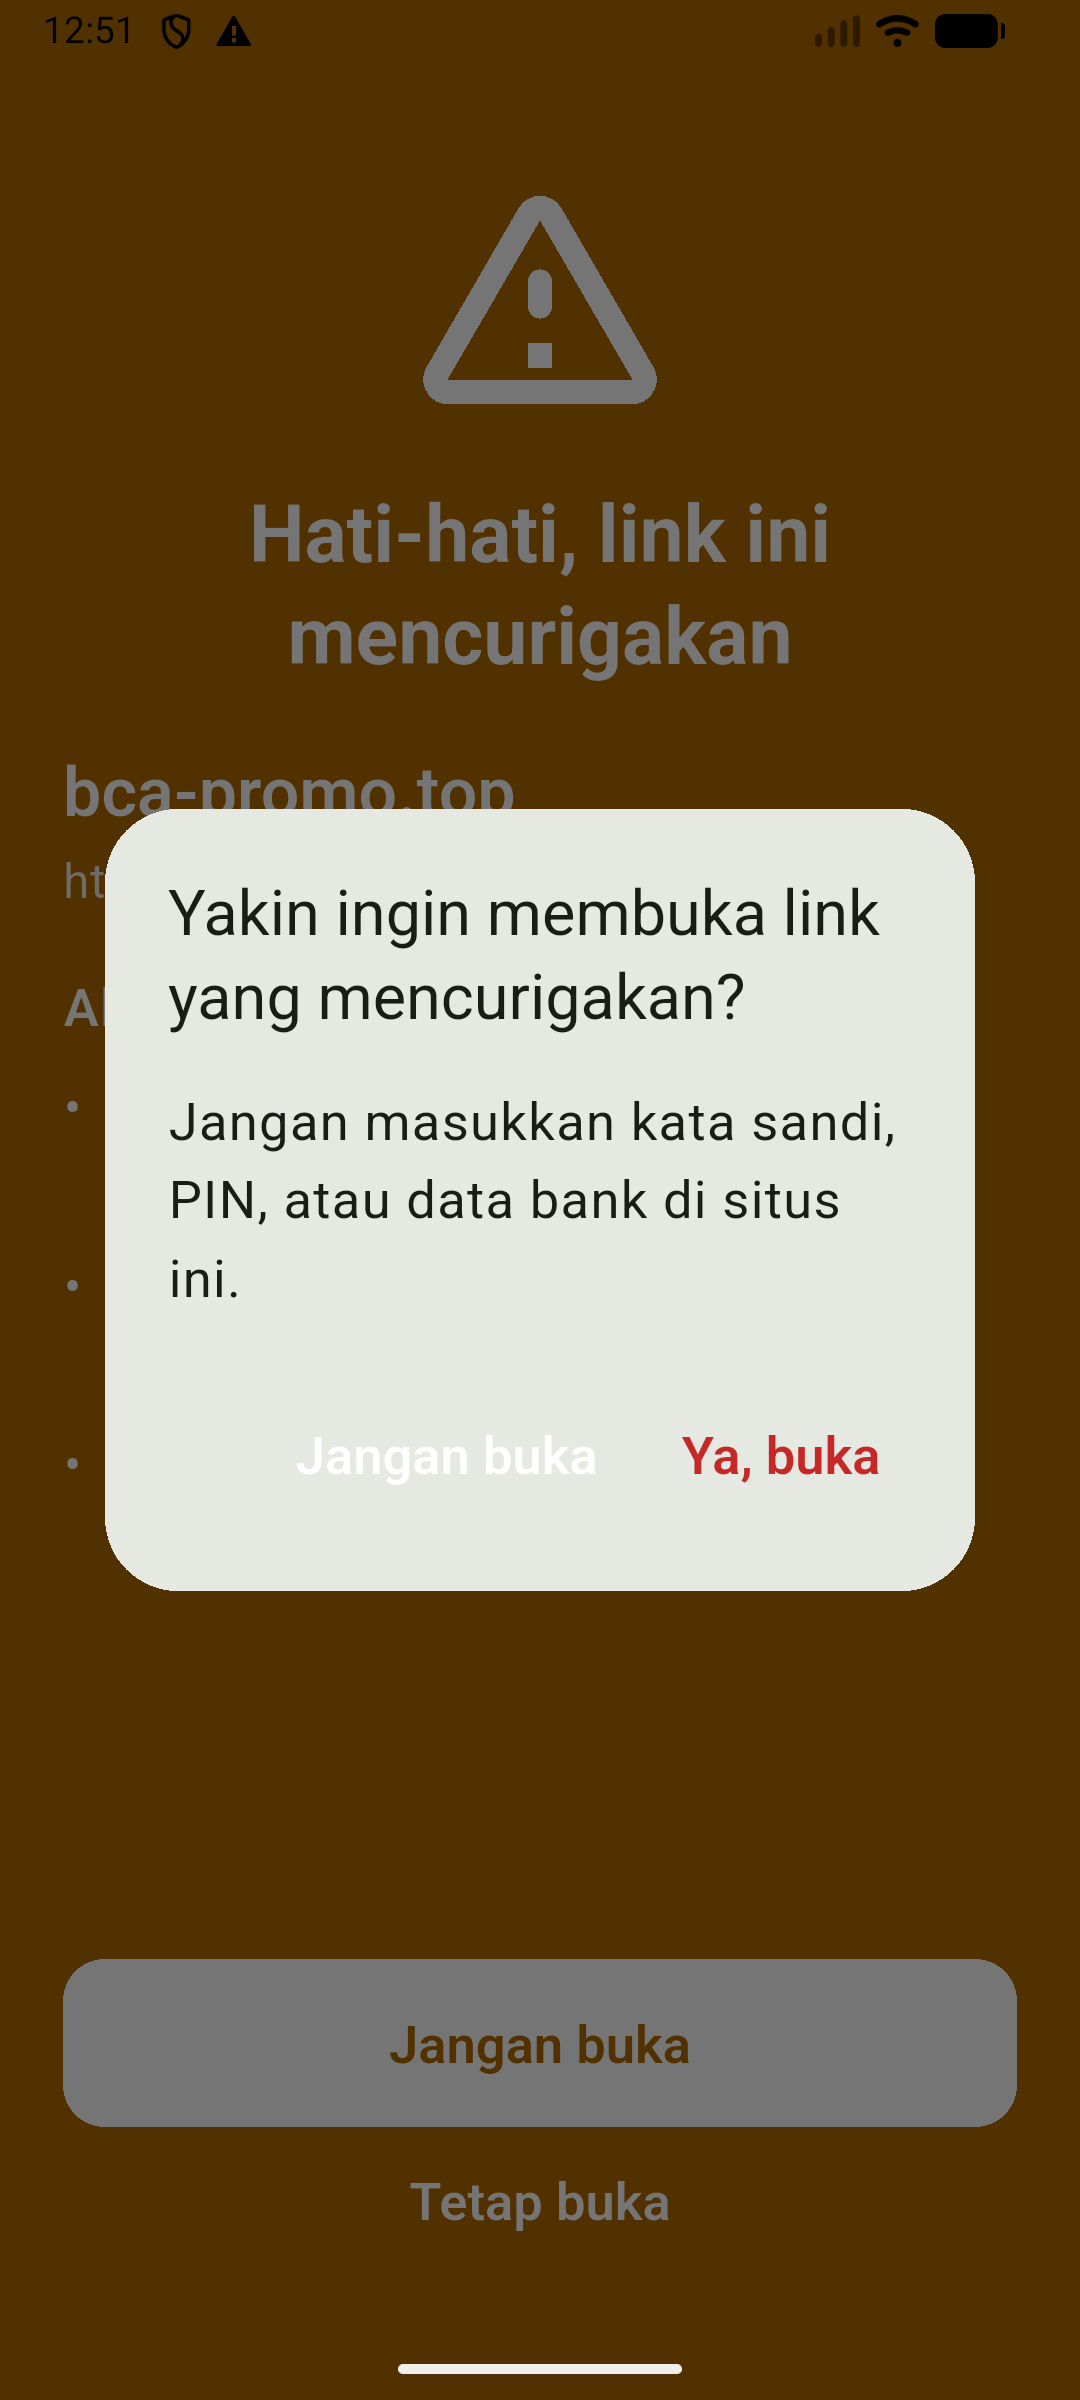 12:51
Hati-hati, link ini
mencurigakan
bca-promo.top
Yakin ingin membuka link
yang mencurigakan?
Jangan masukkan kata sandi,
PIN, atau data bank di situs
ini.
Jangan buka
Ya, buka
Jangan buka
Tetap buka